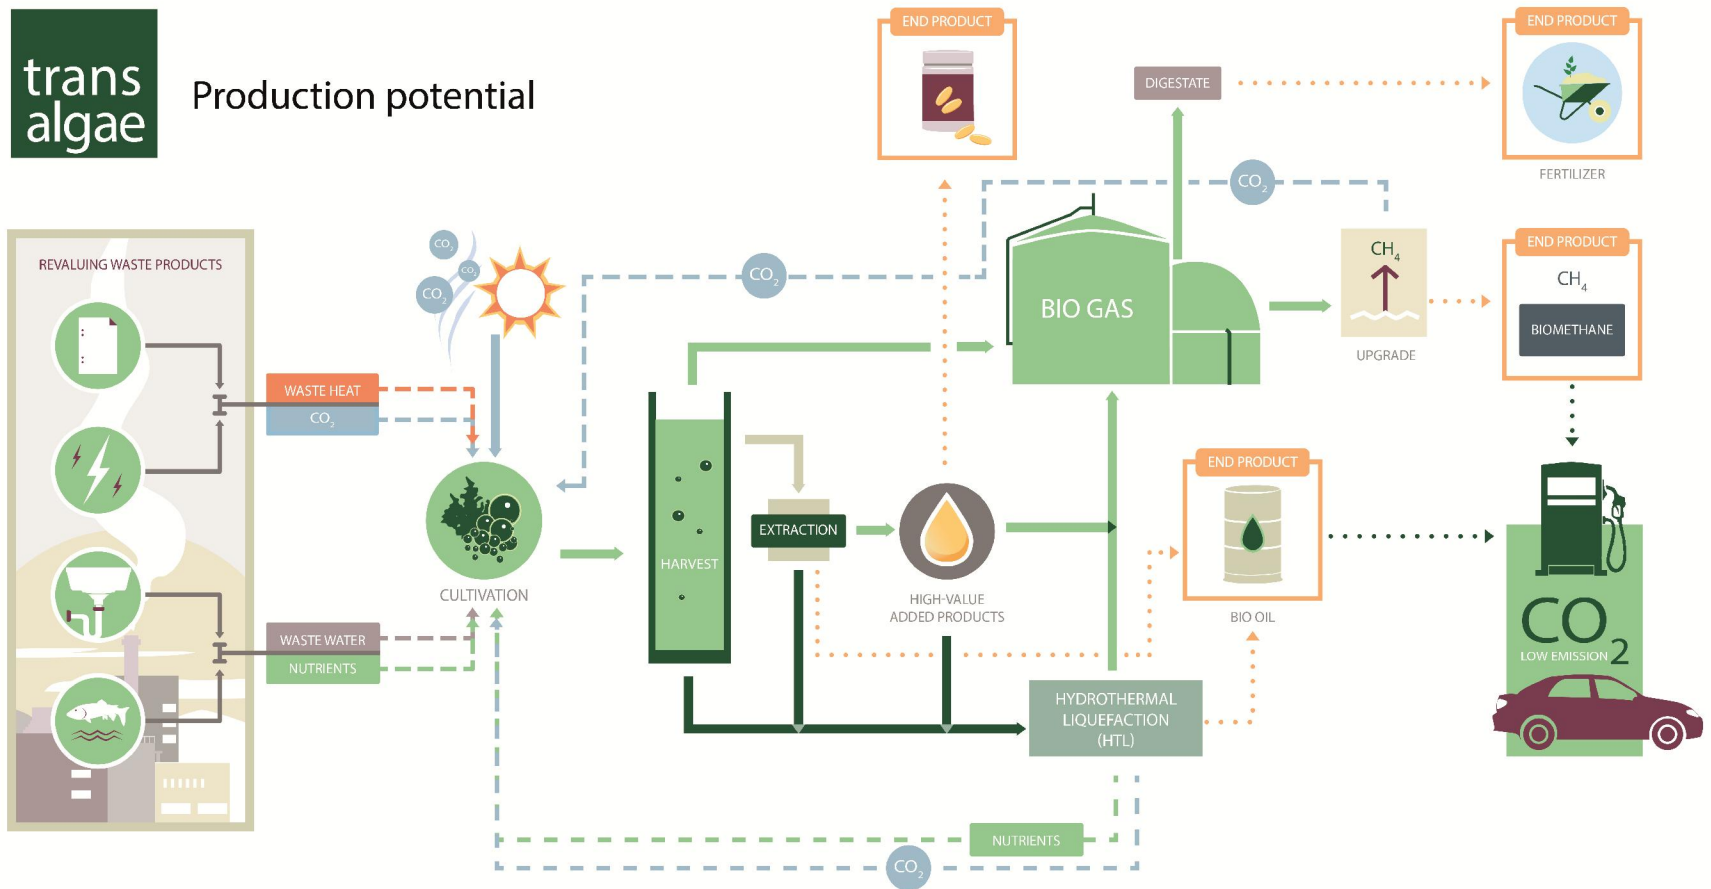 trans
algae
Production potential
END PRODUCT
DIGESTATE
END PRODUCT
FERTILIZER
CO2
REVALUING WASTE PRODUCTS
CO2
CO2
CO2
CO2
BIO GAS
CH4
UPGRADE
END PRODUCT
CH4
BIOMETHANE
WASTE HEAT
CO2
END PRODUCT
BIO OIL
EXTRACTION
HARVEST
CULTIVATION
HIGH-VALUE
ADDED PRODUCTS
WASTE WATER
NUTRIENTS
HYDROTHERMAL
LIQUEFACTION
(HTL)
CO2
LOW EMISSION
NUTRIENTS
CO2